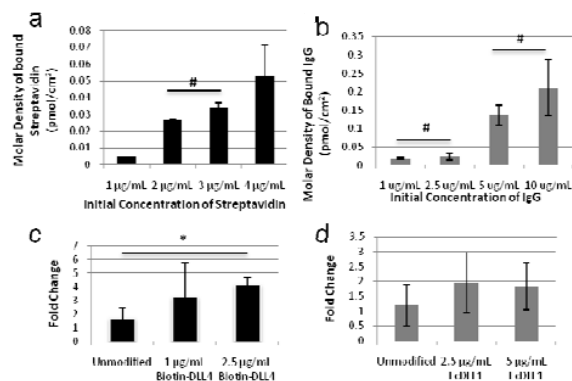 a
Molar Density of bound
Streptavidin
(pmol/cm²)
0.08
0.07
0.06
0.05
0.04
0.03
0.02
0.01
0
#
1 µg/mL 2 µg/mL 3 µg/mL 4 µg/mL
Initial Concentration of Streptavidin
b
Molar Density of Bound IgG
(pmol/cm²)
0.35
0.3
0.25
0.2
0.15
0.1
0.05
0
#
#
1 ug/mL 2.5 ug/mL 5 ug/mL 10 ug/mL
Initial Concentration of IgG
c
Fold Change
7
6
5
4
3
2
1
0
*
Unmodified 1 µg/ml 2.5 µg/ml
Biotin-DLL4 Biotin-DLL4
d
Fold Change
3.5
3
2.5
2
1.5
1
0.5
0
Unmodified 2.5 µg/mL 5 µg/mL